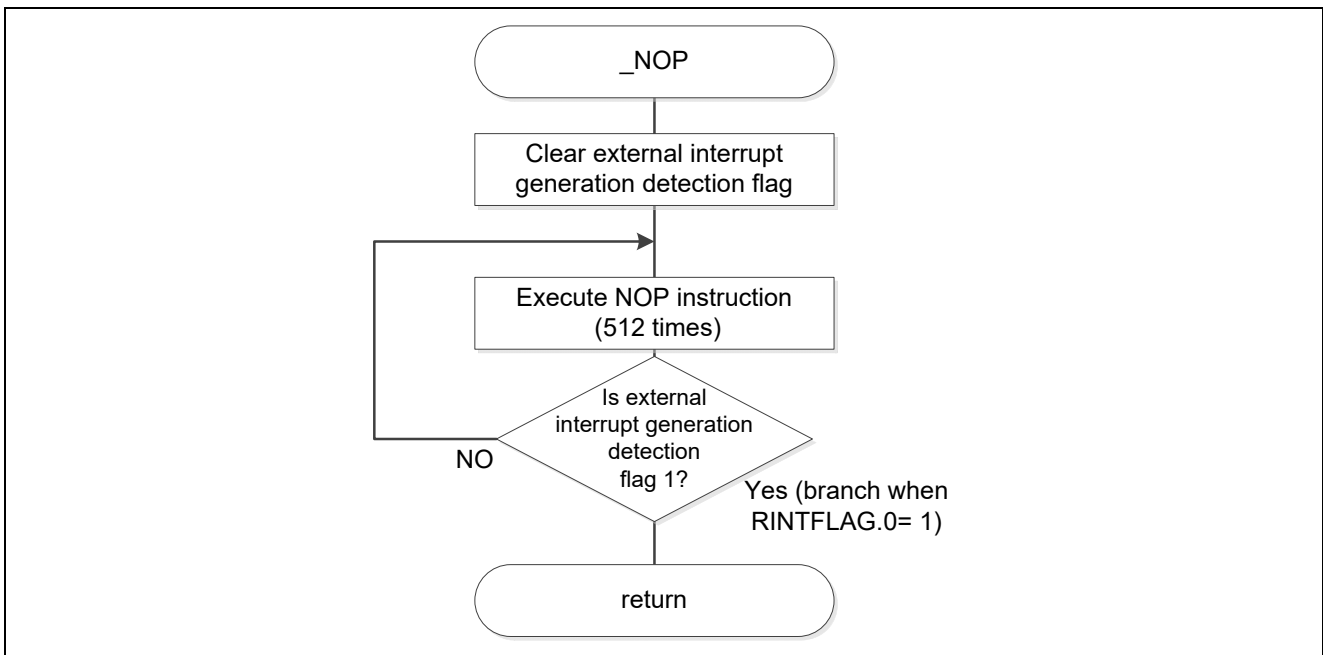 _NOP
Clear external interrupt
generation detection flag
Execute NOP instruction
(512 times)
Is external
interrupt generation
detection
flag 1?
NO
Yes (branch when
RINTFLAG.0= 1)
return